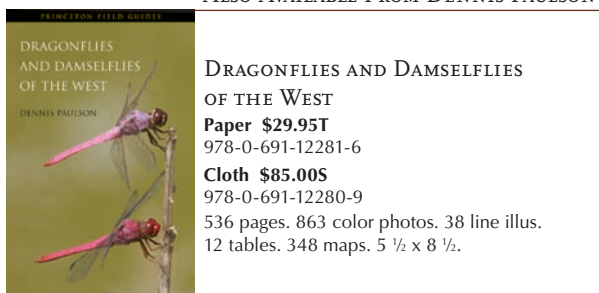 Also Available From Dennis Paulson
PRINCETON FIELD GUIDES
DRAGONFLIES
AND DAMSELFLIES
OF THE WEST
DENNIS PAULSON
Dragonflies and Damselflies
of the West
Paper $29.95T
978-0-691-12281-6
Cloth $85.00S
978-0-691-12280-9
536 pages. 863 color photos. 38 line illus.
12 tables. 348 maps. 5 ½ x 8 ½.